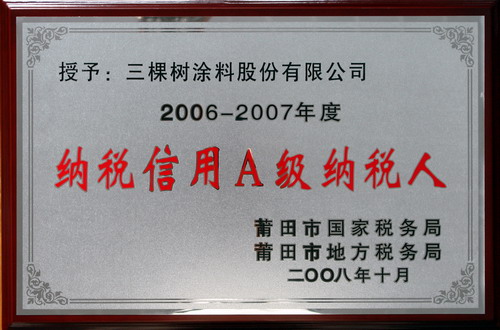 授予：三棵树涂料股份有限公司
2006-2007年度
纳税信用A级纳税人
莆田市国家税务局
莆田市地方税务局
二〇〇八年十月